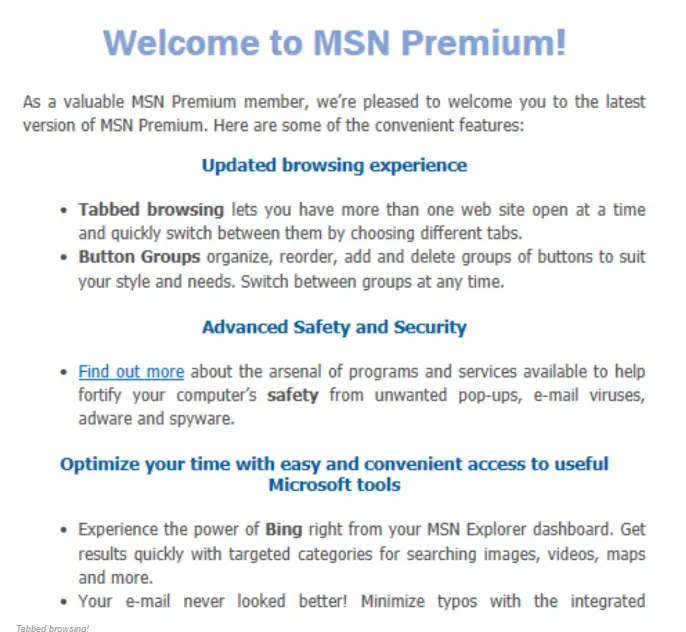 Welcome to MSN Premium!
As a valuable MSN Premium member, we're pleased to welcome you to the latest
version of MSN Premium. Here are some of the convenient features:
Updated browsing experience
• Tabbed browsing lets you have more than one web site open at a time
and quickly switch between them by choosing different tabs.
• Button Groups organize, reorder, add and delete groups of buttons to suit
your style and needs. Switch between groups at any time.
Advanced Safety and Security
• Find out more about the arsenal of programs and services available to help
fortify your computer's safety from unwanted pop-ups, e-mail viruses,
adware and spyware.
Optimize your time with easy and convenient access to useful
Microsoft tools
• Experience the power of Bing right from your MSN Explorer dashboard. Get
results quickly with targeted categories for searching images, videos, maps
and more.
• Your e-mail never looked better! Minimize typos with the integrated
Tabbed browsing!